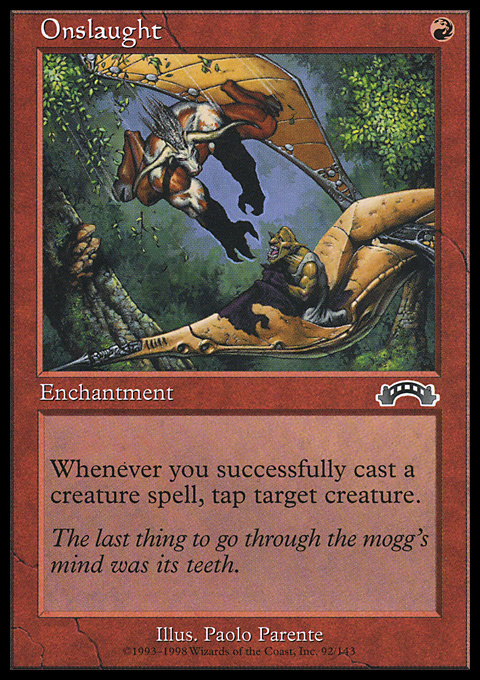 Onslaught
Enchantment
Whenever you successfully cast a
creature spell, tap target creature.
The last thing to go through the mogg's
mind was its teeth.
Illus. Paolo Parente
©1993-1998 Wizards of the Coast, Inc. 92/143